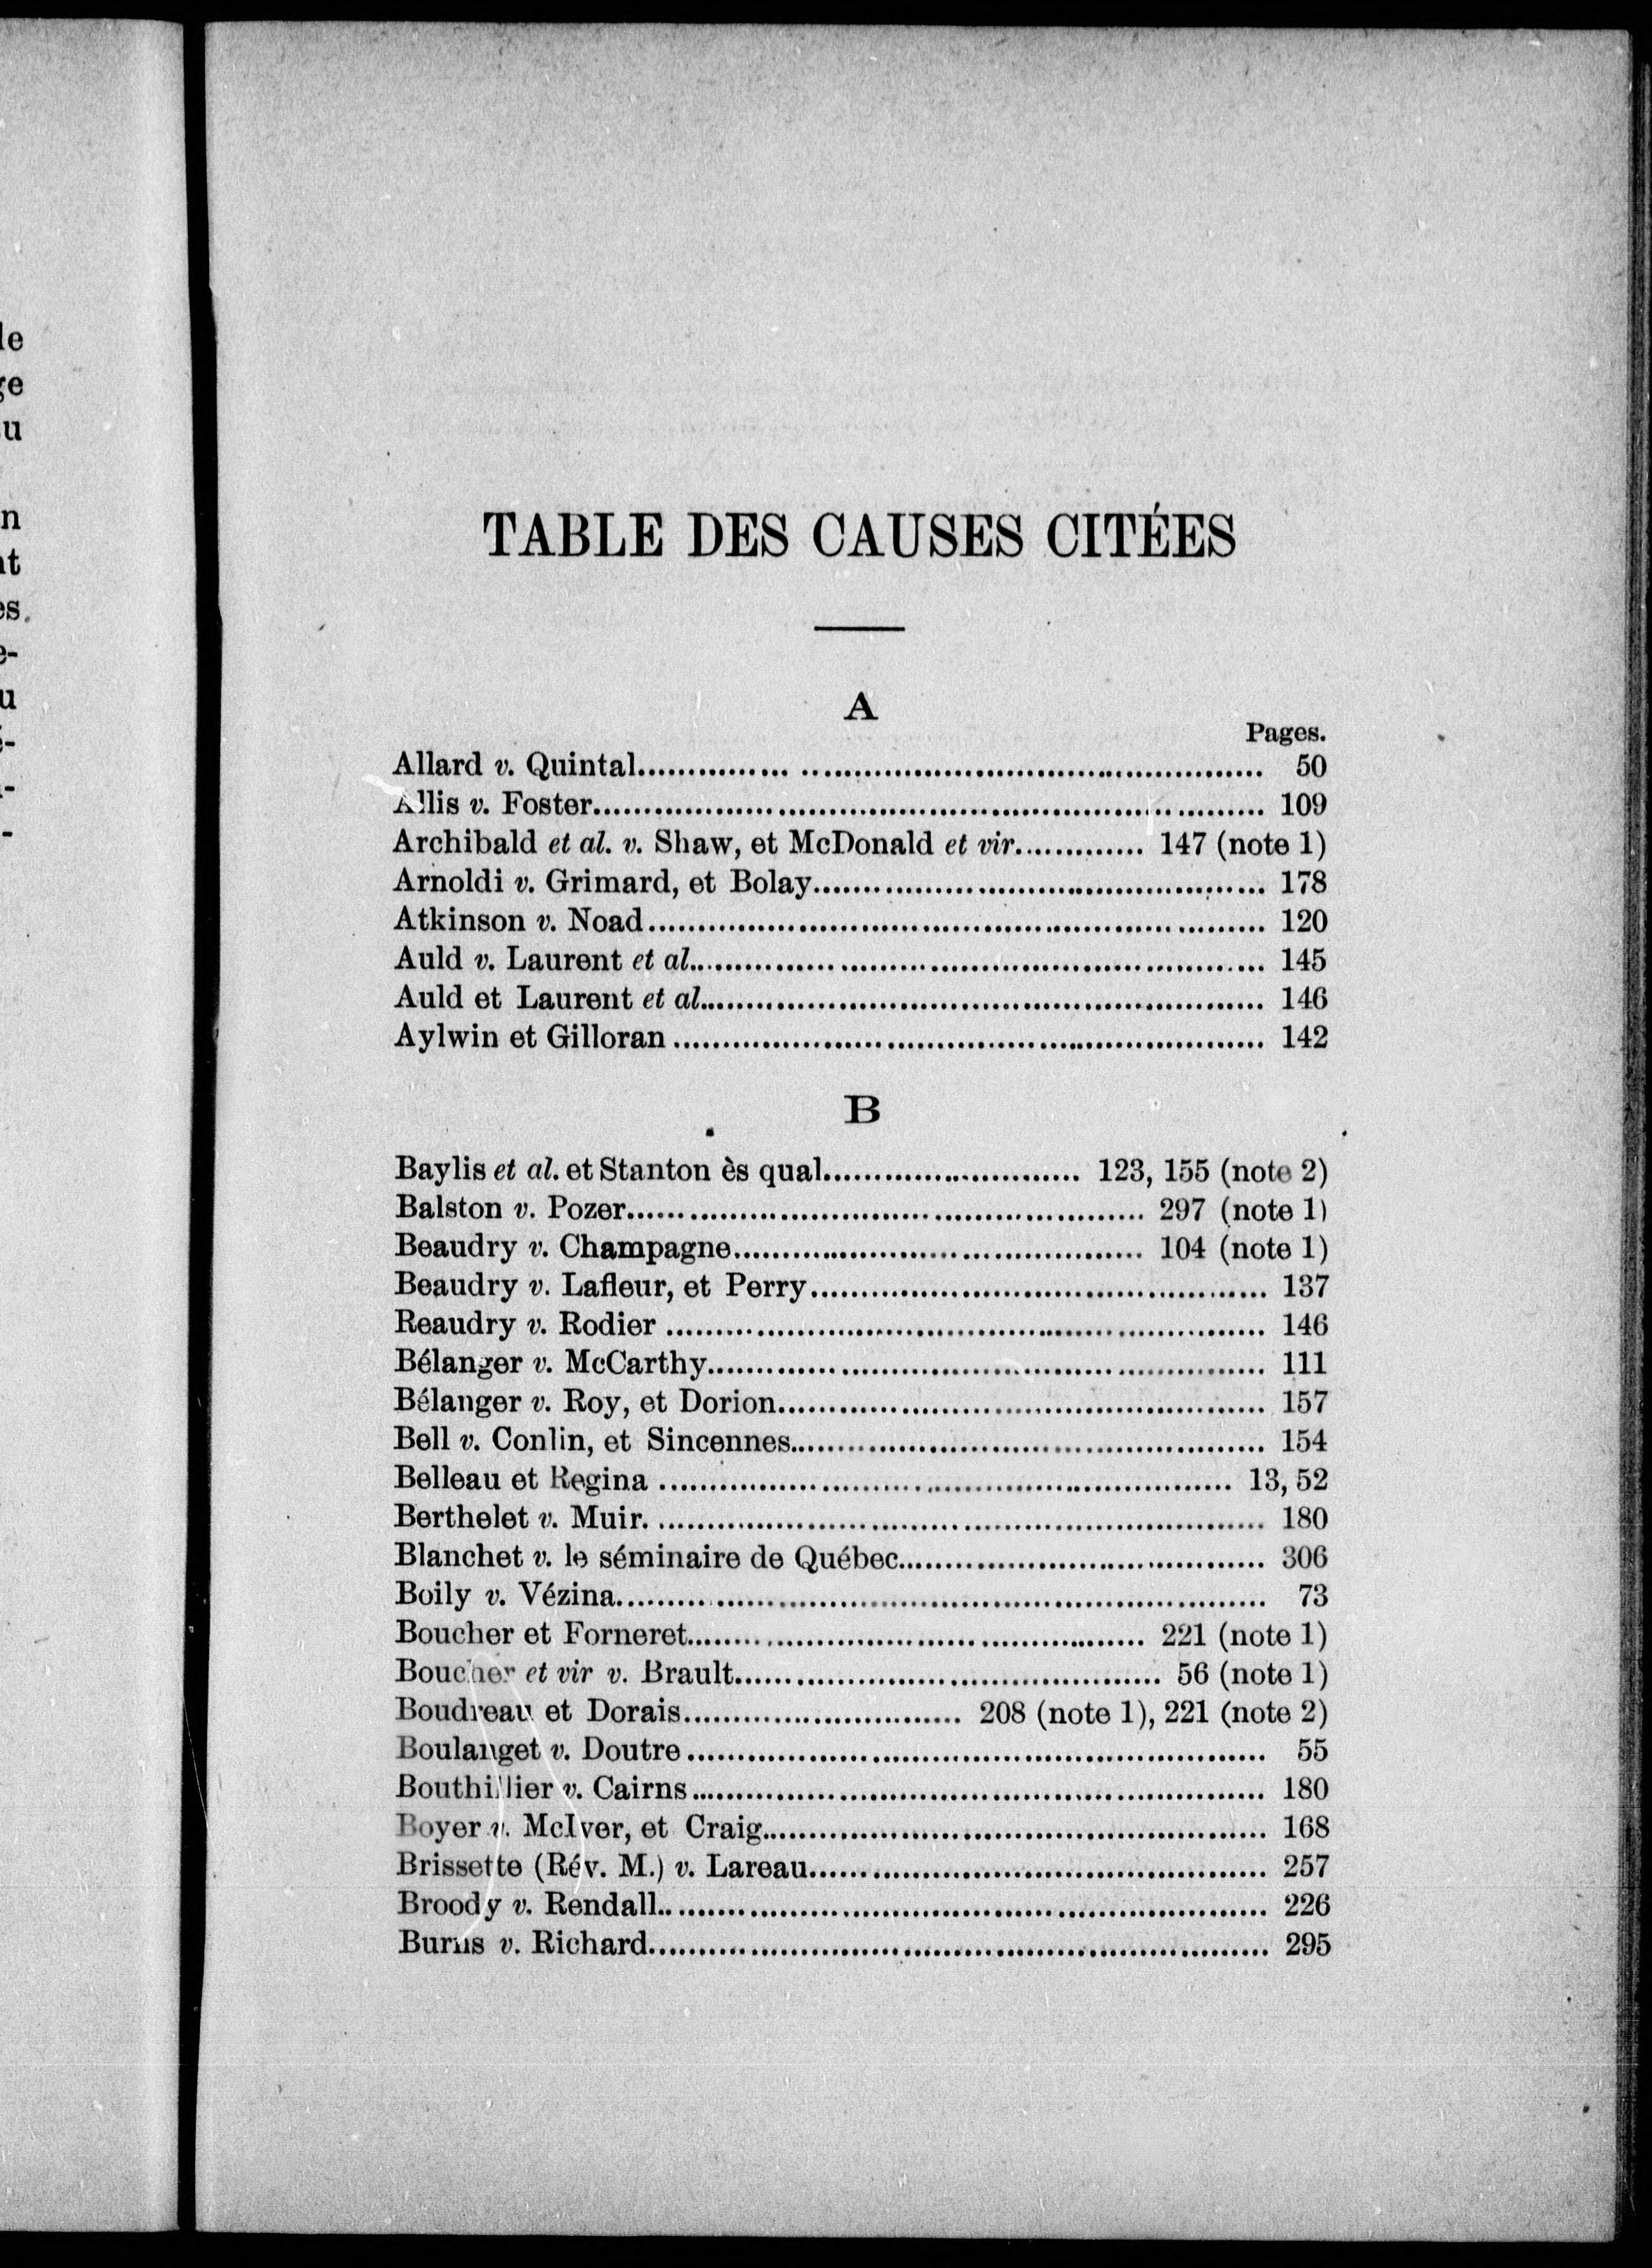 TABLE DES CAUSES CITÉES
A
Pages.
Allard v. Quintal............................................................ 50
Allis v. Foster............................................................ 109
Archibald et al. v. Shaw, et McDonald et vir............. 147 (note 1)
Arnoldi v. Grimard, et Bolay............................................ 178
Atkinson v. Noad............................................................ 120
Auld v. Laurent et al......................................................... 145
Auld et Laurent et al......................................................... 146
Aylwin et Gilloran............................................................ 142
B
Baylis et al. et Stanton ès qual.......................... 123, 155 (note 2)
Balston v. Pozer.................................................... 297 (note 1)
Beaudry v. Champagne......................................... 104 (note 1)
Beaudry v. Lafleur, et Perry............................................. 137
Reaudry v. Rodier............................................................ 146
Bélanger v. McCarthy........................................................ 111
Bélanger v. Roy, et Dorion................................................ 157
Bell v. Conlin, et Sincennes............................................... 154
Belleau et Regina......................................................... 13, 52
Berthelet v. Muir............................................................. 180
Blanchet v. le séminaire de Québec..................................... 306
Boily v. Vézina................................................................ 73
Boucher et Forneret.............................................. 221 (note 1)
Boucher et vir v. Brault........................................... 56 (note 1)
Boudreau et Dorais............................ 208 (note 1), 221 (note 2)
Boulanget v. Doutre.......................................................... 55
Bouthillier v. Cairns......................................................... 180
Boyer v. McIver, et Craig.................................................. 168
Brissette (Rév. M.) v. Lareau.............................................. 257
Broody v. Rendall............................................................ 226
Burns v. Richard............................................................. 295